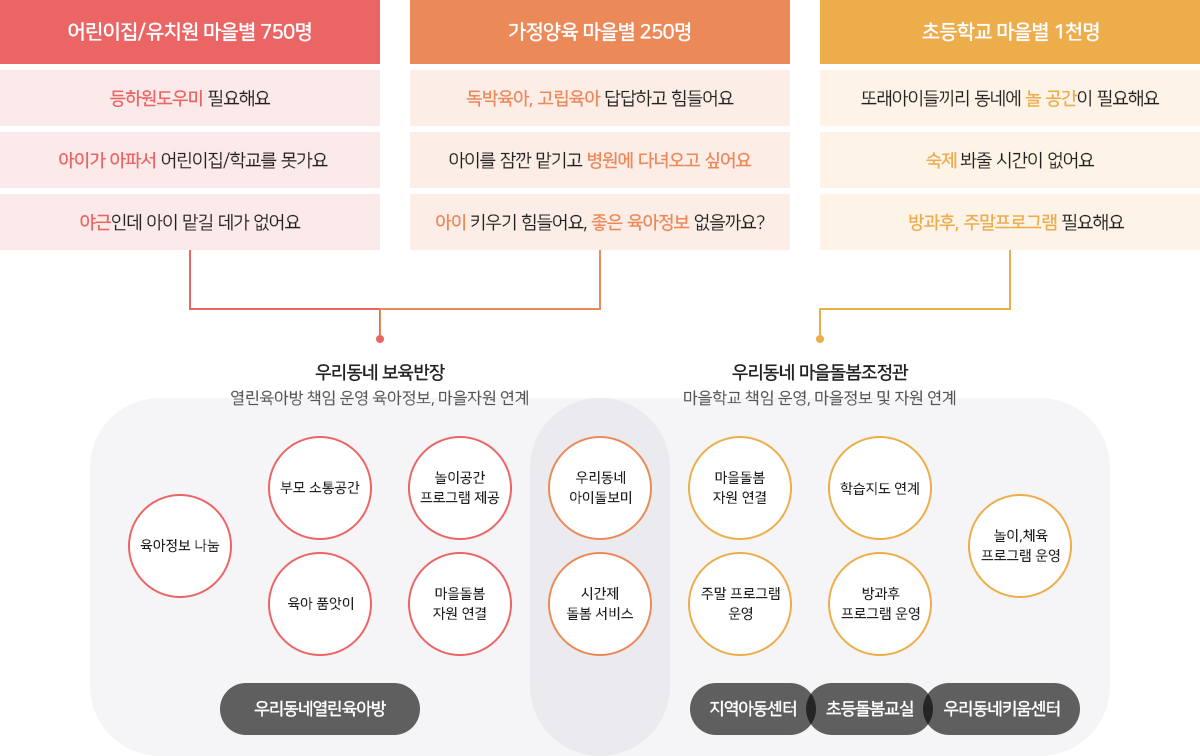 어린이집/유치원 마을별 750명
등하원도우미 필요해요
아이가 아파서 어린이집/학교를 못가요
야근인데 아이 맡길 데가 없어요
가정양육 마을별 250명
독박육아, 고립육아 답답하고 힘들어요
아이를 잠깐 맡기고 병원에 다녀오고 싶어요
아이 키우기 힘들어요, 좋은 육아정보 없을까요?
초등학교 마을별 1천명
또래아이들끼리 동네에 놀 공간이 필요해요
숙제 봐줄 시간이 없어요
방과후, 주말프로그램 필요해요
우리동네 보육반장
열린육아방 책임 운영 육아정보, 마을자원 연계
우리동네 마을돌봄조정관
마을학교 책임 운영, 마을정보 및 자원 연계
육아정보 나눔
부모 소통공간
육아 품앗이
놀이공간
프로그램 제공
마을돌봄
자원 연결
우리동네
아이돌보미
시간제
돌봄 서비스
마을돌봄
자원 연결
주말 프로그램
운영
학습지도 연계
방과후
프로그램 운영
놀이,체육
프로그램 운영
우리동네열린육아방
지역아동센터
초등돌봄교실
우리동네키움센터